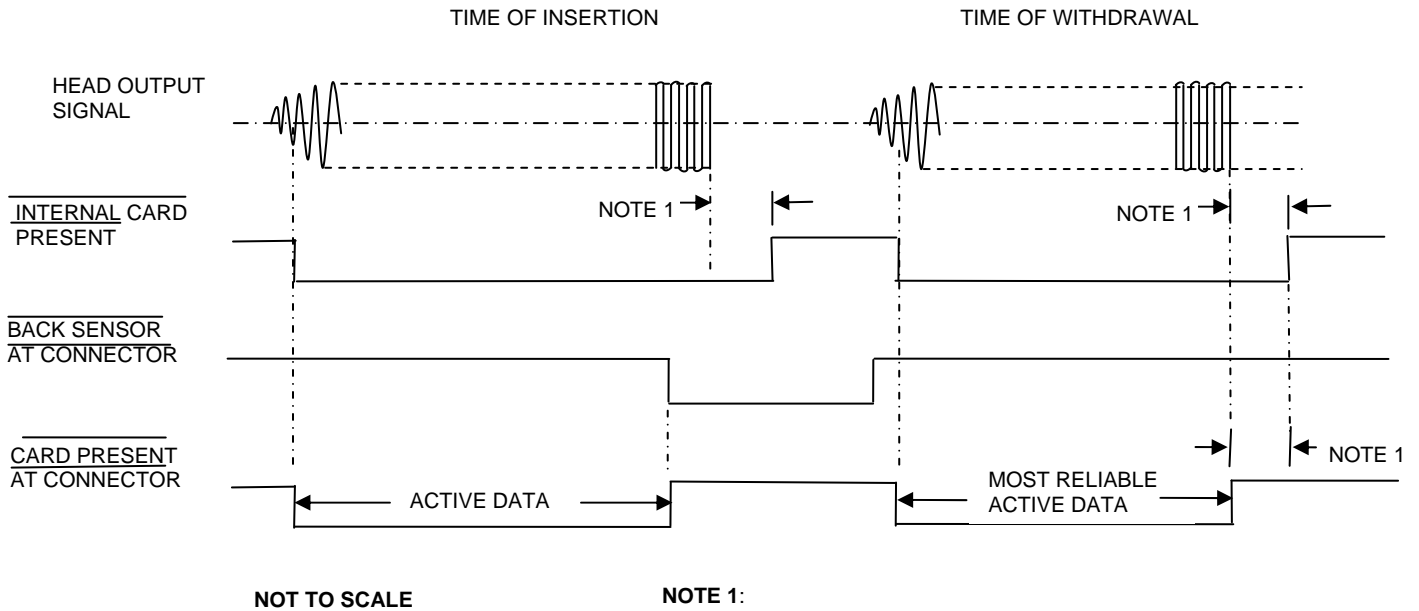 TIME OF INSERTION
TIME OF WITHDRAWAL
HEAD OUTPUT
SIGNAL
INTERNAL CARD
PRESENT
NOTE 1
NOTE 1
BACK SENSOR
AT CONNECTOR
CARD PRESENT
AT CONNECTOR
NOTE 1
ACTIVE DATA
MOST RELIABLE
ACTIVE DATA
NOT TO SCALE
NOTE 1: